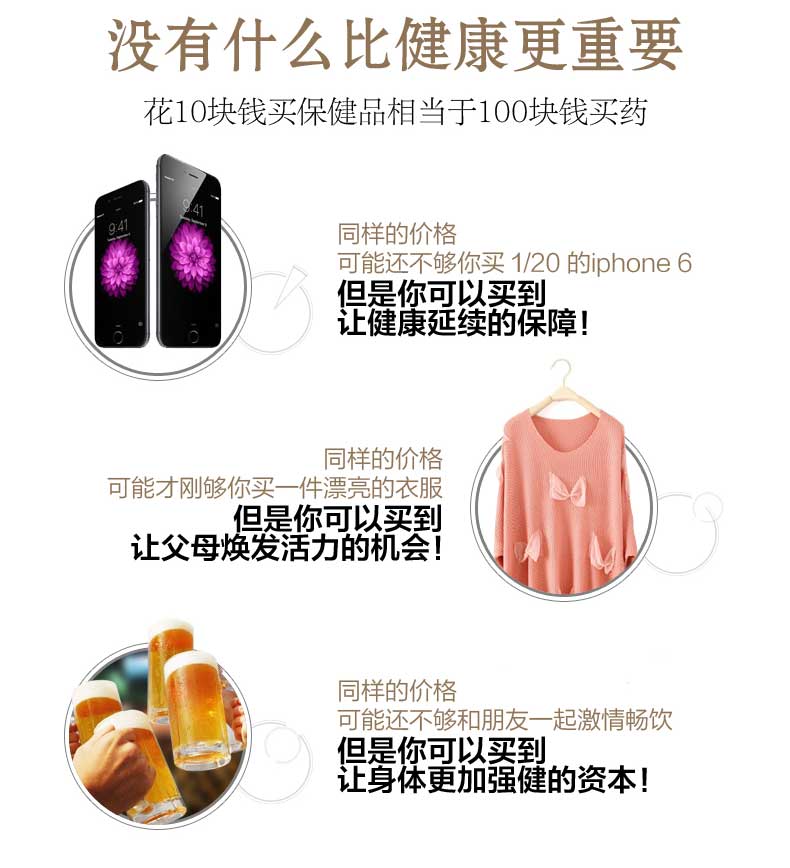 没有什么比健康更重要
花10块钱买保健品相当于100块钱买药
9:41
9:41
同样的价格
可能还不够你买 1/20 的iphone 6
但是你可以买到
让健康延续的保障！
同样的价格
可能才刚够你买一件漂亮的衣服
但是你可以买到
让父母焕发活力的机会！
同样的价格
可能还不够和朋友一起激情畅饮
但是你可以买到
让身体更加强健的资本！